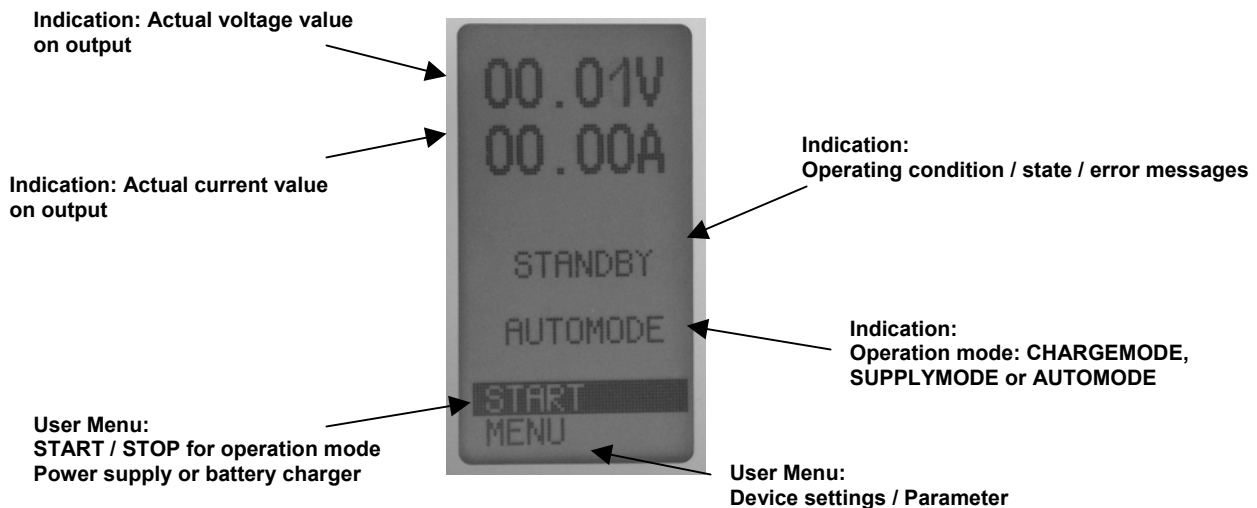 Indication: Actual voltage value
on output
00.01V
00.00A
Indication: Actual current value
on output
Indication:
Operating condition / state / error messages
STANDBY
AUTOMODE
Indication:
Operation mode: CHARGEMODE,
SUPPLYMODE or AUTOMODE
START
MENU
User Menu:
START / STOP for operation mode
Power supply or battery charger
User Menu:
Device settings / Parameter